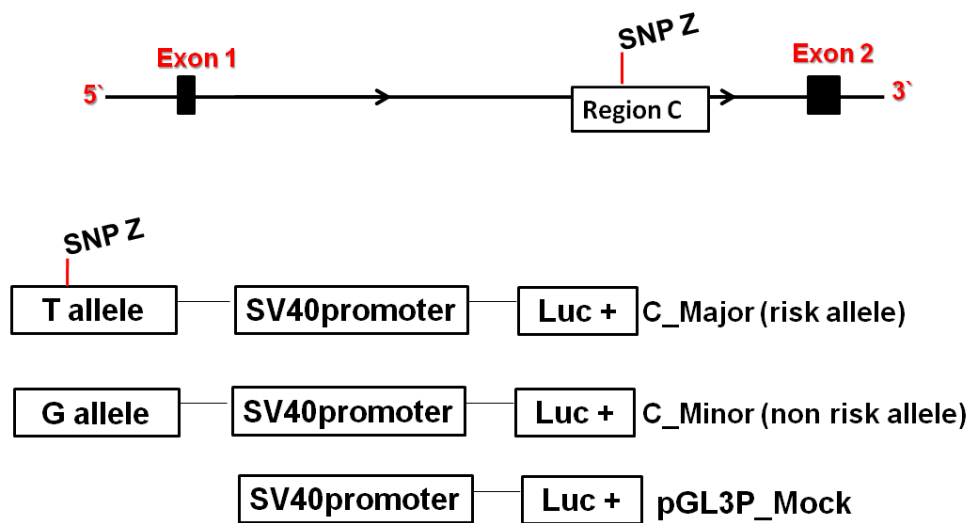 SNP Z
Exon 1
Exon 2
5`
Region C
3`
SNP Z
T allele
SV40promoter
Luc +
C_Major (risk allele)
G allele
SV40promoter
Luc +
C_Minor (non risk allele)
SV40promoter
Luc +
pGL3P_Mock